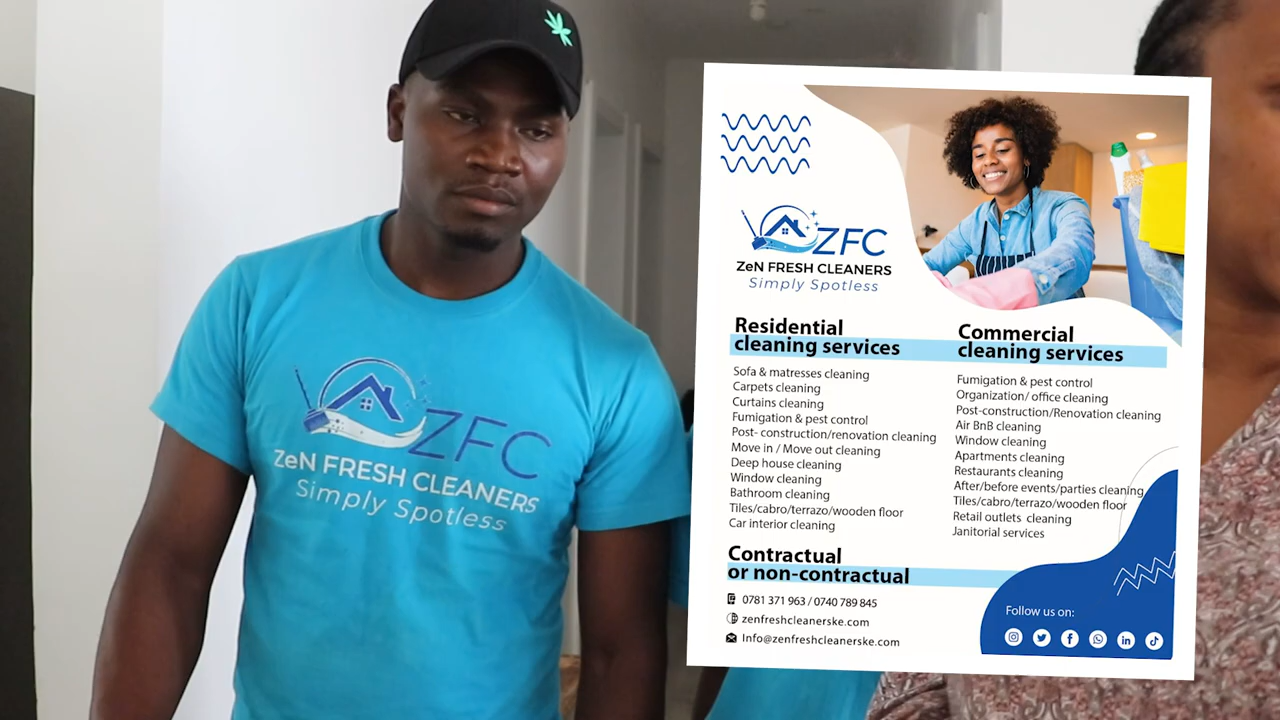 ZFC
ZeN FRESH CLEANERS
Simply Spotless
ZFC
ZeN FRESH CLEANERS
Simply Spotless
Residential
cleaning services
Sofa & matresses cleaning
Carpets cleaning
Curtains cleaning
Fumigation & pest control
Post- construction/renovation cleaning
Move in / Move out cleaning
Deep house cleaning
Window cleaning
Bathroom cleaning
Tiles/cabro/terrazo/wooden floor
Car interior cleaning
Commercial
cleaning services
Fumigation & pest control
Organization/ office cleaning
Post-construction/Renovation cleaning
Air BnB cleaning
Window cleaning
Apartments cleaning
Restaurants cleaning
After/before events/parties cleaning
Tiles/cabro/terrazo/wooden floor
Retail outlets cleaning
Janitorial services
Contractual
or non-contractual
0781 371 963 / 0740 789 845
zenfreshcleanerske.com
Info@zenfreshcleanerske.com
Follow us on: